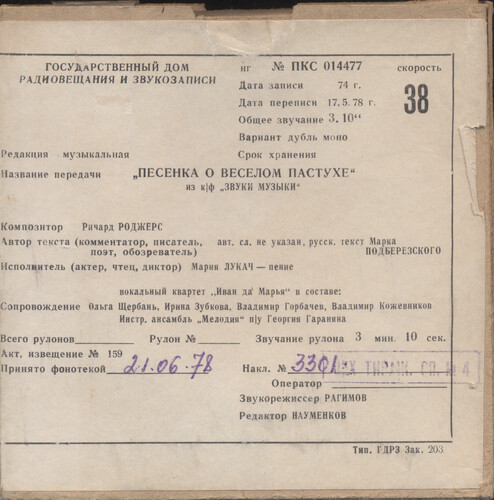 ГОСУДАРСТВЕННЫЙ ДОМ
РАДИОВЕЩАНИЯ И ЗВУКОЗАПИСИ
нг № ПКС 014477 скорость
38
Дата записи 74 г.
Дата переписи 17.5.78 г.
Общее звучание 3.10"
Вариант дубль моно
Редакция музыкальная Срок хранения
Название передачи „ПЕСЕНКА О ВЕСЕЛОМ ПАСТУХЕ"
из к|ф „ЗВУКИ МУЗЫКИ"
Композитор Ричард РОДЖЕРС
Автор текста (комментатор, писатель, авт. сл. не указан, русск. текст Марка
поэт, обозреватель) ПОДБЕРЕЗСКОГО
Исполнитель (актер, чтец, диктор) Мария ЛУКАЧ — пение
вокальный квартет „Иван да Марья" в составе:
Сопровождение Ольга Щербань, Ирина Зубкова, Владимир Горбачев, Владимир Кожевников
Инстр. ансамбль „Мелодия" п|у Георгия Гараняна
Всего рулонов Рулон № Звучание рулона 3 мин. 10 сек.
Акт, извещение № 159
Принято фонотекой 21.06.78 Накл. № 3301
ЦЕХ ТИРАЖ. ГР. № 4
Оператор
Звукорежиссер РАГИМОВ
Редактор НАУМЕНКОВ
Тип. ГДРЗ Зак. 203